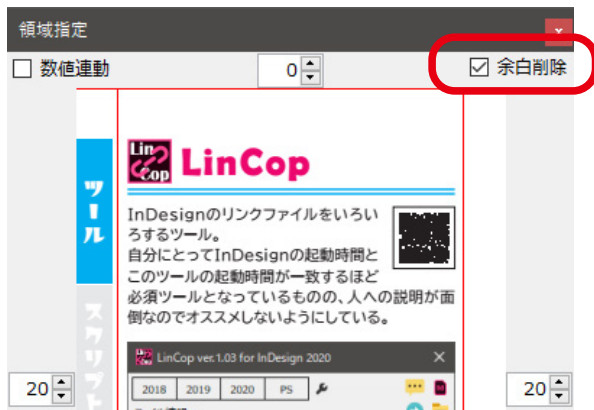 領域指定
数値連動
0
余白削除
ツール
Lin
Cop
LinCop
InDesignのリンクファイルをいろい
ろするツール。
自分にとってInDesignの起動時間と
このツールの起動時間が一致するほど
必須ツールとなっているものの、人への説明が面
倒なのでオススメしないようにしている。
スクリプト
LinCop ver.1.03 for InDesign 2020
2018 2019 2020 PS
20
20